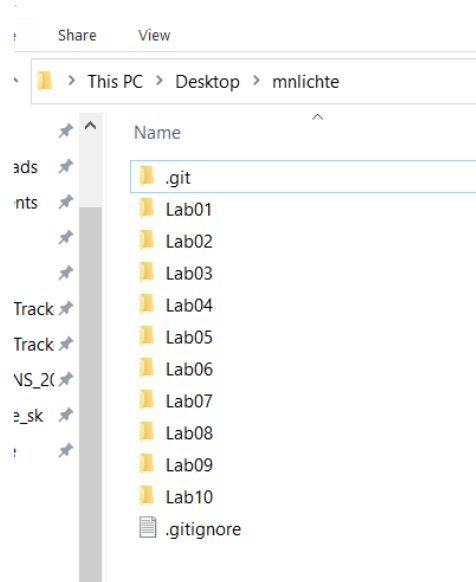 Share View
This PC > Desktop > mnlichte
Name
ads
.git
nts
Lab01
Lab02
Lab03
Track
Lab04
Track
Lab05
NS_20
Lab06
e_sk
Lab07
Lab08
Lab09
Lab10
.gitignore